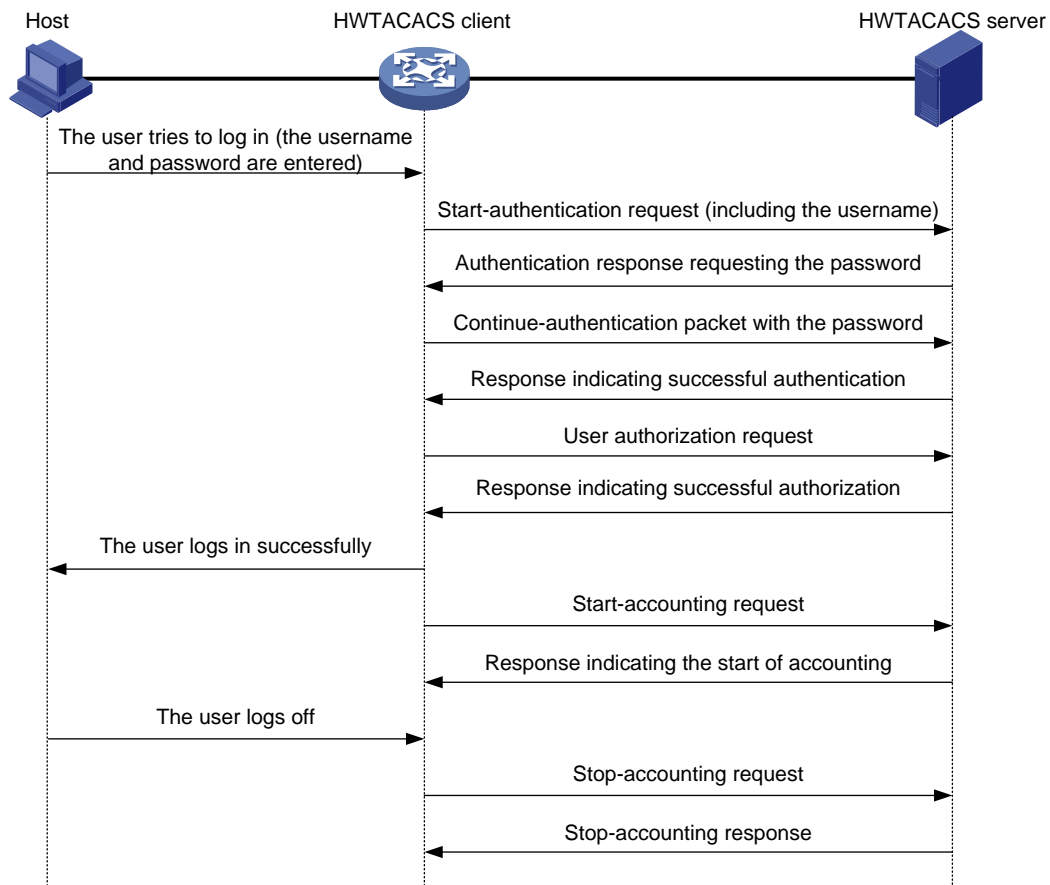 Host
HWTACACS client
HWTACACS server
The user tries to log in (the username
and password are entered)
Start-authentication request (including the username)
Authentication response requesting the password
Continue-authentication packet with the password
Response indicating successful authentication
User authorization request
Response indicating successful authorization
The user logs in successfully
Start-accounting request
Response indicating the start of accounting
The user logs off
Stop-accounting request
Stop-accounting response